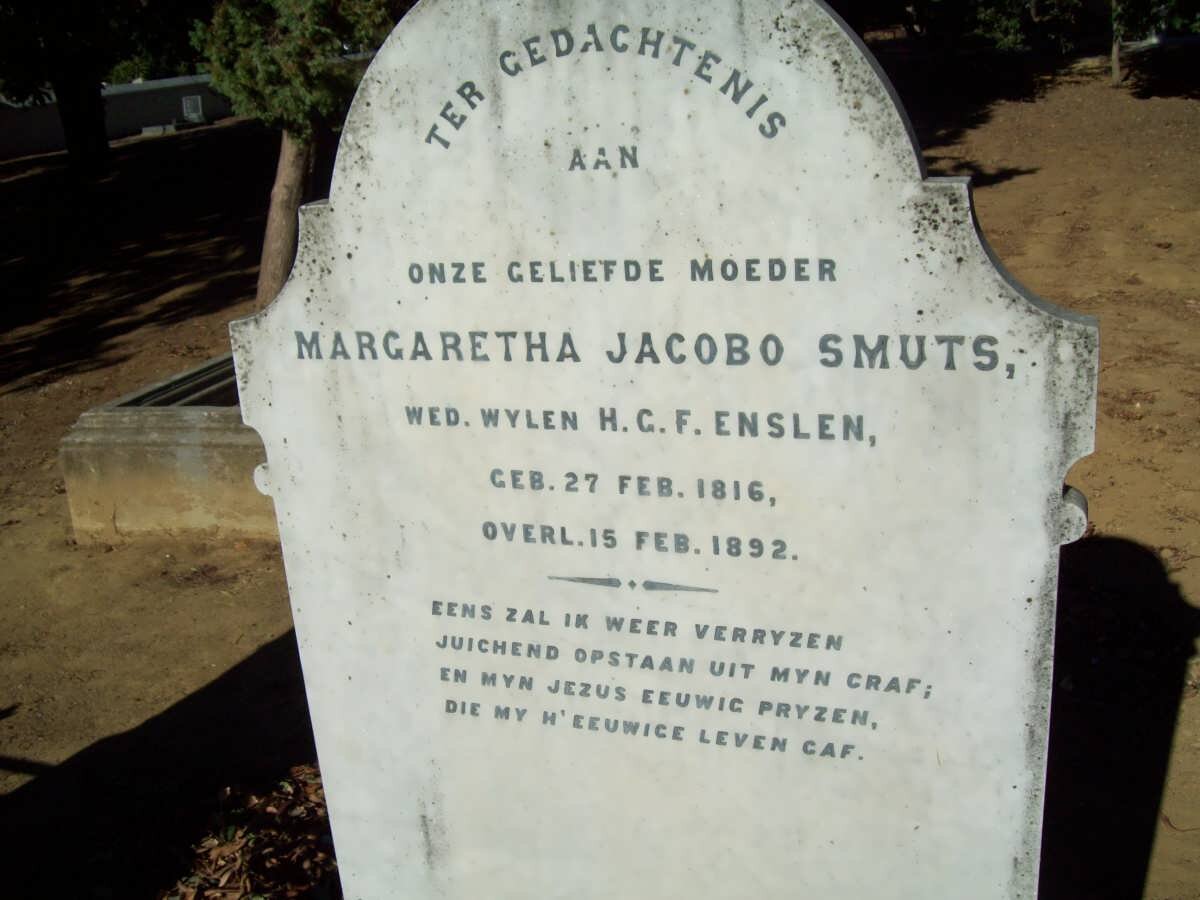 TER GEDACHTENIS
AAN
ONZE GELIEFDE MOEDER
MARGARETHA JACOBO SMUTS,
WED. WYLEN H. G. F. ENSLEN,
GEB. 27 FEB. 1816,
OVERL. 15 FEB. 1892.
EENS ZAL IK WEER VERRYZEN
JUICHEND OPSTAAN UIT MYN GRAF;
EN MYN JEZUS EEUWIG PRYZEN,
DIE MY H'EEUWIGE LEVEN GAF.